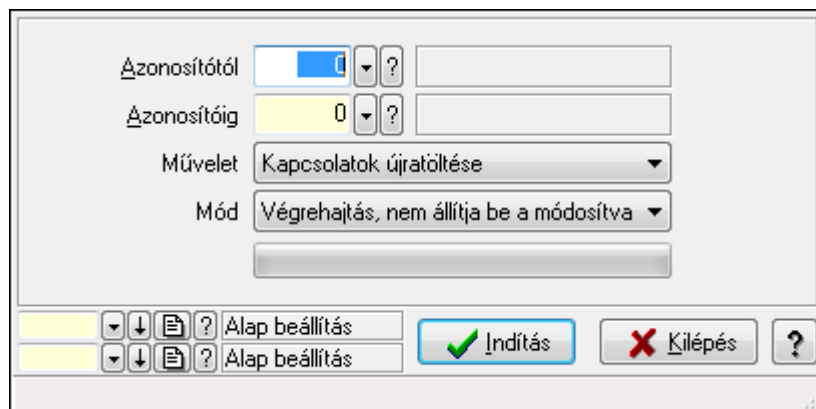 Azonosítótól 0 ?
Azonosítóig 0 ?
Művelet Kapcsolatok újratöltése
Mód Végrehajtás, nem állítja be a módosítva
? Alap beállítás
? Alap beállítás
Indítás Kilépés ?